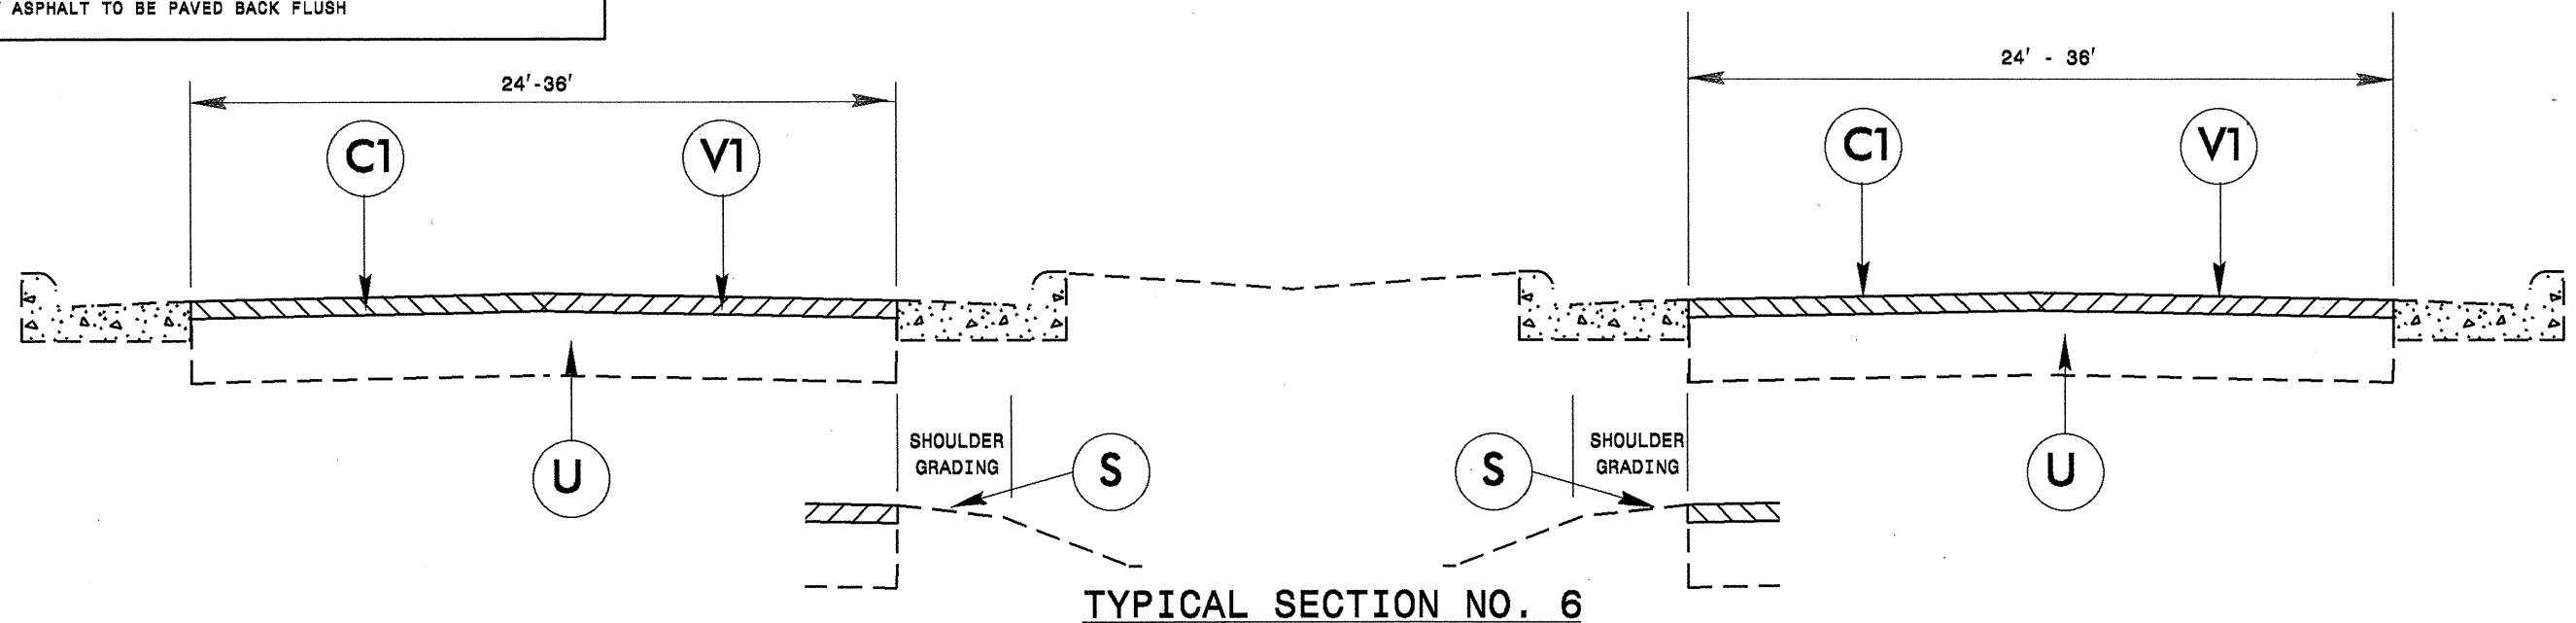 ASPHALT TO BE PAVED BACK FLUSH
24'-36'
24' - 36'
C1
V1
C1
V1
SHOULDER
GRADING
SHOULDER
GRADING
U
S
S
U
TYPICAL SECTION NO. 6